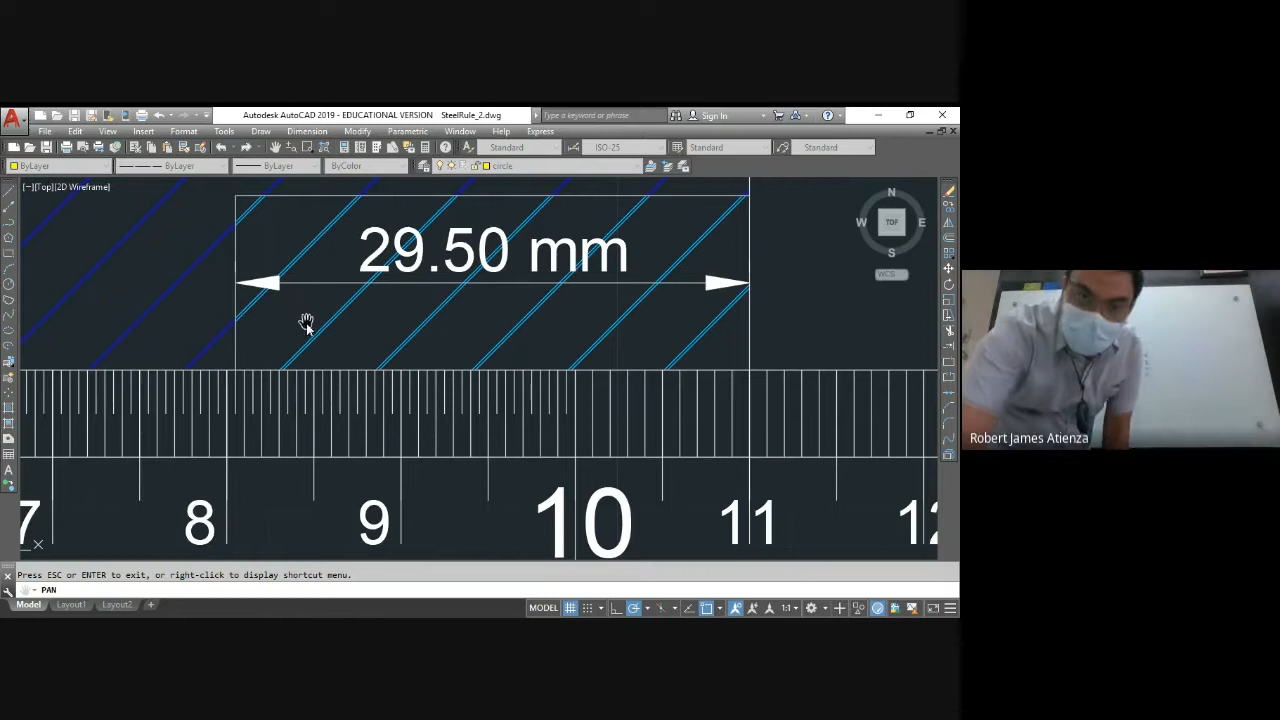 Autodesk AutoCAD 2019 - EDUCATIONAL VERSION SteelRule_2.dwg
Type a keyword or phrase
Sign In
File Edit View Insert Format Tools Draw Dimension Modify Parametric Window Help Express
Standard ISO-25 Standard Standard
ByLayer ByLayer ByLayer ByColor circle
[−][Top][2D Wireframe]
N
W TOP E
S
WCS
29.50 mm
7 8 9 10 11 12
X
Press ESC or ENTER to exit, or right-click to display shortcut menu.
PAN
Model Layout1 Layout2 +
MODEL 1:1
Robert James Atienza